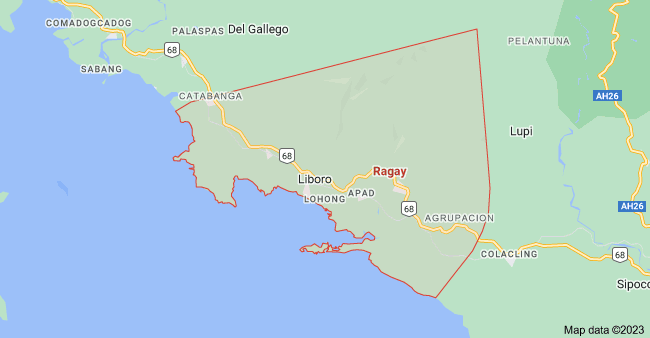 COMADOGCADOG
PALASPAS
Del Gallego
68
PELANTUNA
SABANG
CATABANGA
AH26
Lupi
68
Liboro
Ragay
LOHONG
APAD
68
AGRUPACION
AH26
COLACLING
68
Sipoco
Map data ©2023